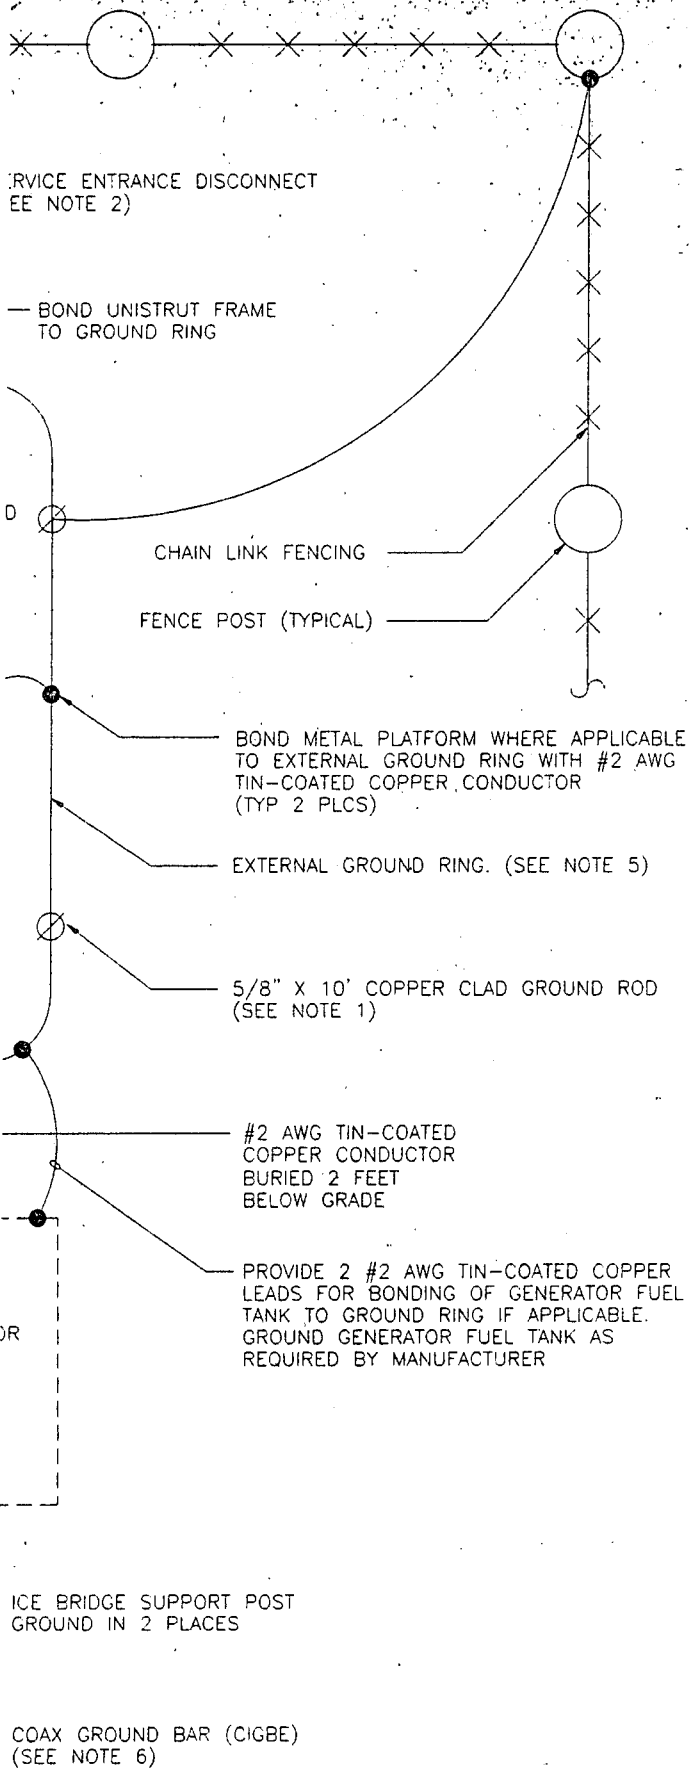 ERVICE ENTRANCE DISCONNECT
EE NOTE 2)
BOND UNISTRUT FRAME
TO GROUND RING
D
CHAIN LINK FENCING
FENCE POST (TYPICAL)
BOND METAL PLATFORM WHERE APPLICABLE
TO EXTERNAL GROUND RING WITH #2 AWG
TIN-COATED COPPER CONDUCTOR
(TYP 2 PLCS)
EXTERNAL GROUND RING. (SEE NOTE 5)
5/8" X 10' COPPER CLAD GROUND ROD
(SEE NOTE 1)
#2 AWG TIN-COATED
COPPER CONDUCTOR
BURIED 2 FEET
BELOW GRADE
PROVIDE 2 #2 AWG TIN-COATED COPPER
LEADS FOR BONDING OF GENERATOR FUEL
TANK TO GROUND RING IF APPLICABLE.
GROUND GENERATOR FUEL TANK AS
REQUIRED BY MANUFACTURER
OR
ICE BRIDGE SUPPORT POST
GROUND IN 2 PLACES
COAX GROUND BAR (CIGBE)
(SEE NOTE 6)